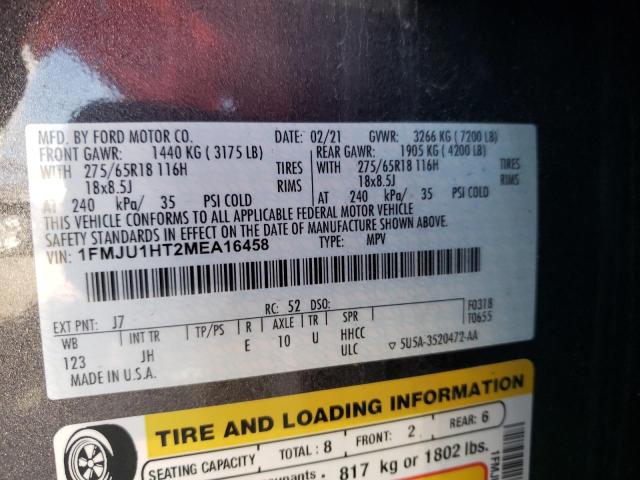 MFD. BY FORD MOTOR CO. DATE: 02/21 GVWR: 3266 KG ( 7200 LB)
FRONT GAWR: 1440 KG ( 3175 LB) REAR GAWR: 1905 KG ( 4200 LB)
WITH 275/65R18 116H TIRES WITH 275/65R18 116H TIRES
18x8.5J RIMS 18x8.5J RIMS
AT 240 kPa/ 35 PSI COLD AT 240 kPa/ 35 PSI COLD
THIS VEHICLE CONFORMS TO ALL APPLICABLE FEDERAL MOTOR VEHICLE
SAFETY STANDARDS IN EFFECT ON THE DATE OF MANUFACTURE SHOWN ABOVE.
VIN: 1FMJU1HT2MEA16458 TYPE: MPV
EXT PNT: J7 RC: 52 DSO: F0318
WB INT TR TP/PS R AXLE TR SPR T0655
123 JH E 10 U HHCC
ULC ▽ 5U5A-3520472-AA
MADE IN U.S.A.
TIRE AND LOADING INFORMATION
SEATING CAPACITY TOTAL: 8 FRONT: 2 REAR: 6
817 kg or 1802 lbs.